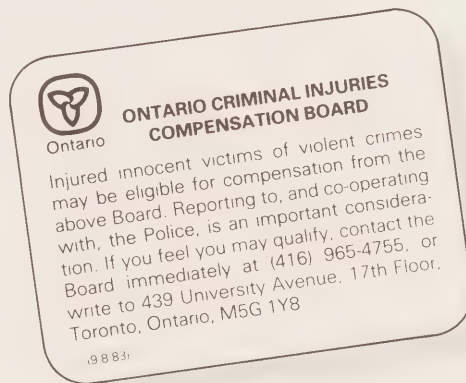 Ontario
ONTARIO CRIMINAL INJURIES
COMPENSATION BOARD
Injured innocent victims of violent crimes
may be eligible for compensation from the
above Board. Reporting to, and co-operating
with, the Police, is an important considera-
tion. If you feel you may qualify, contact the
Board immediately at (416) 965-4755, or
write to 439 University Avenue, 17th Floor,
Toronto, Ontario, M5G 1Y8
(9 8 83)